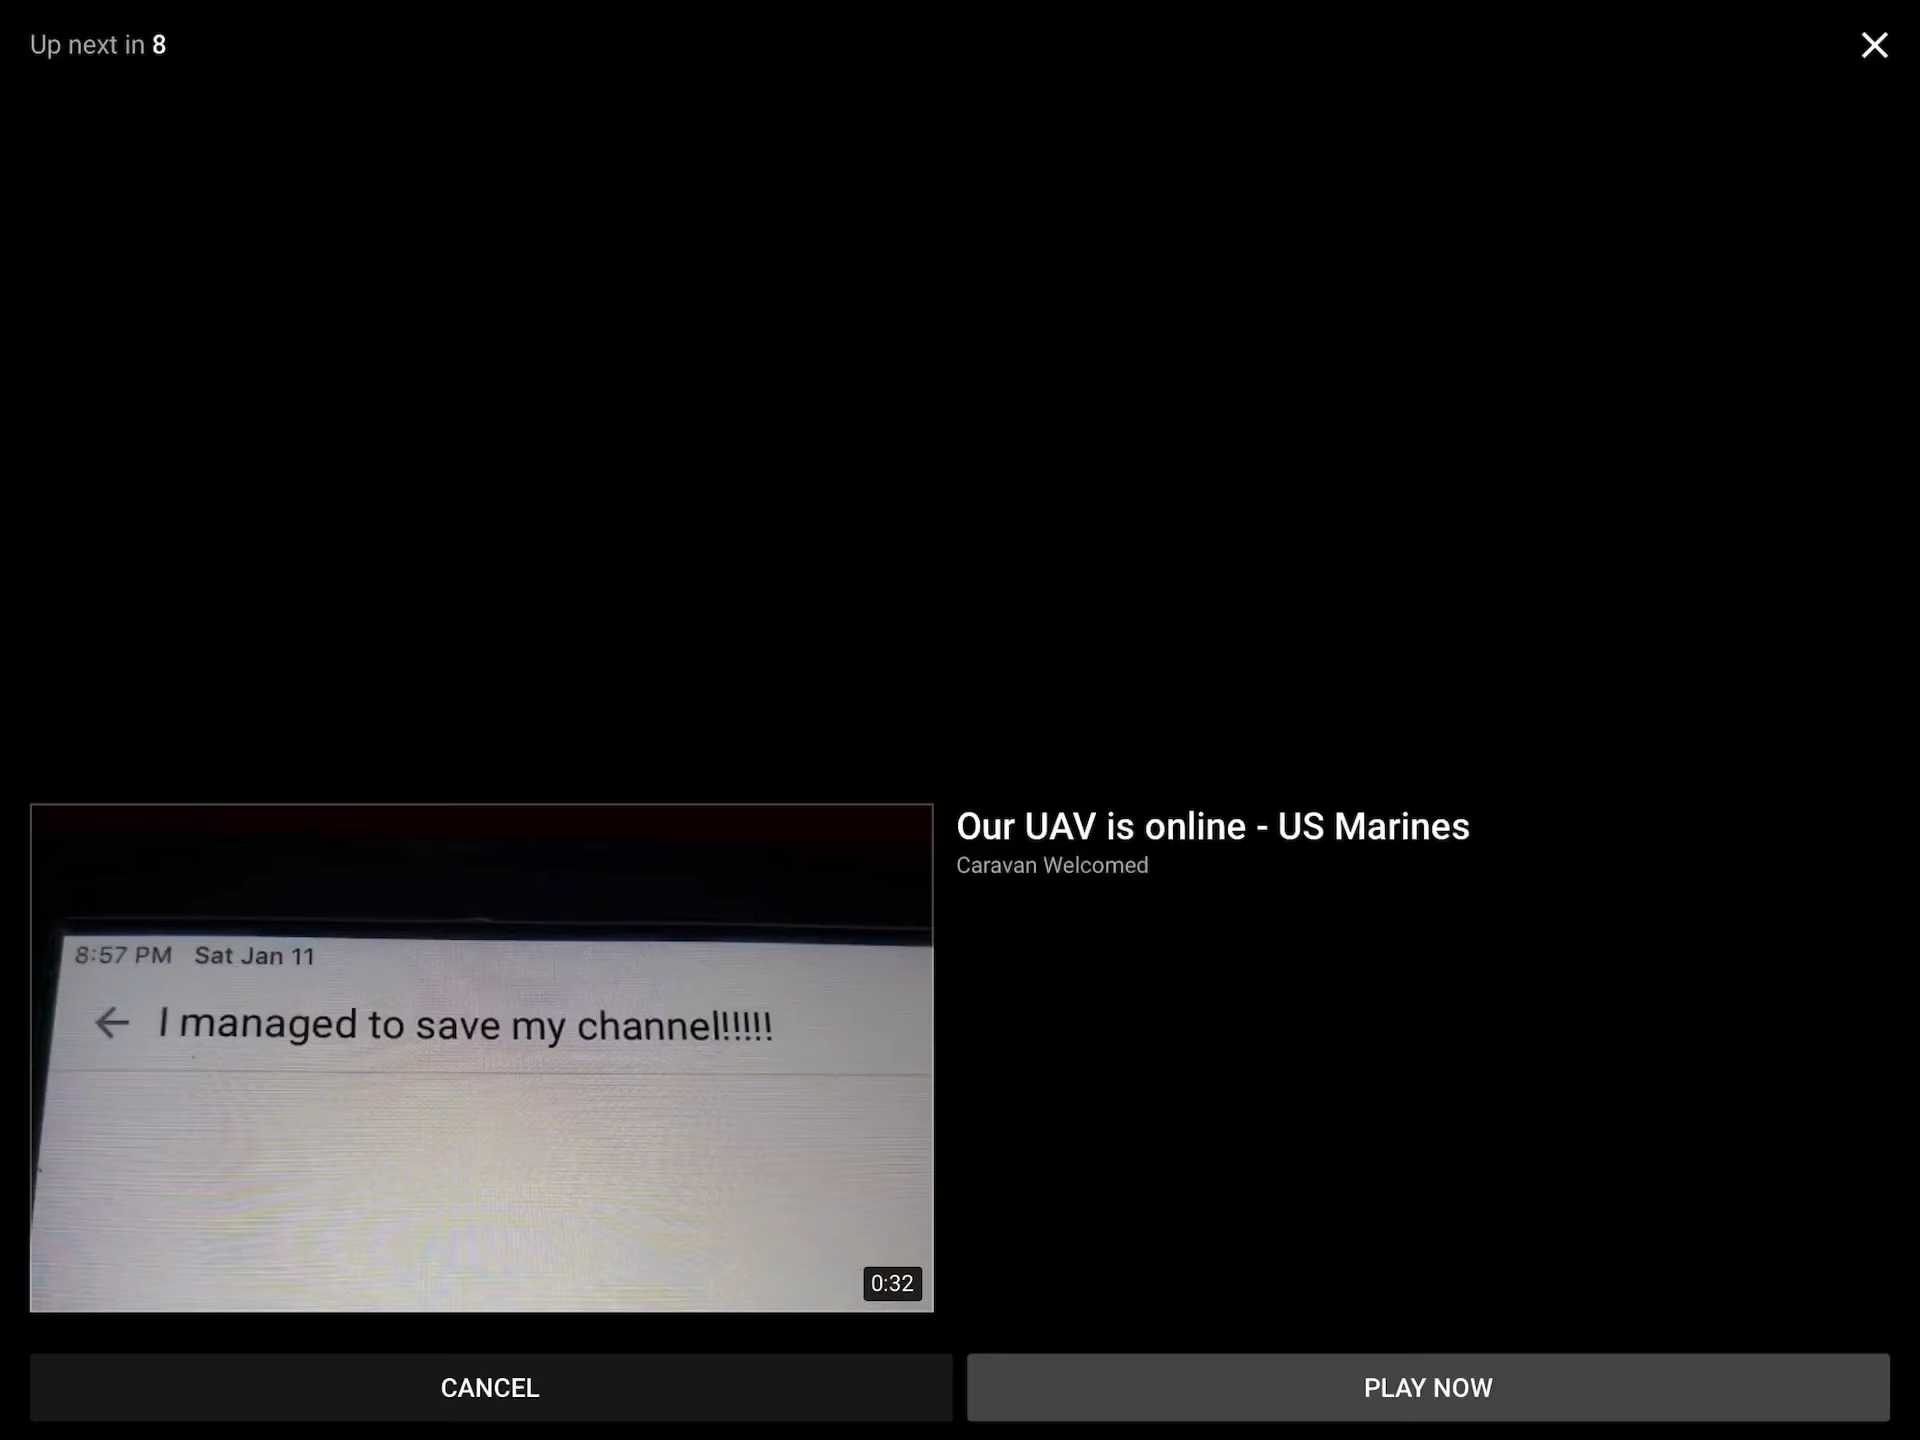 Up next in 8
Our UAV is online - US Marines
Caravan Welcomed
8:57 PM Sat Jan 11
I managed to save my channel!!!!!
0:32
CANCEL
PLAY NOW